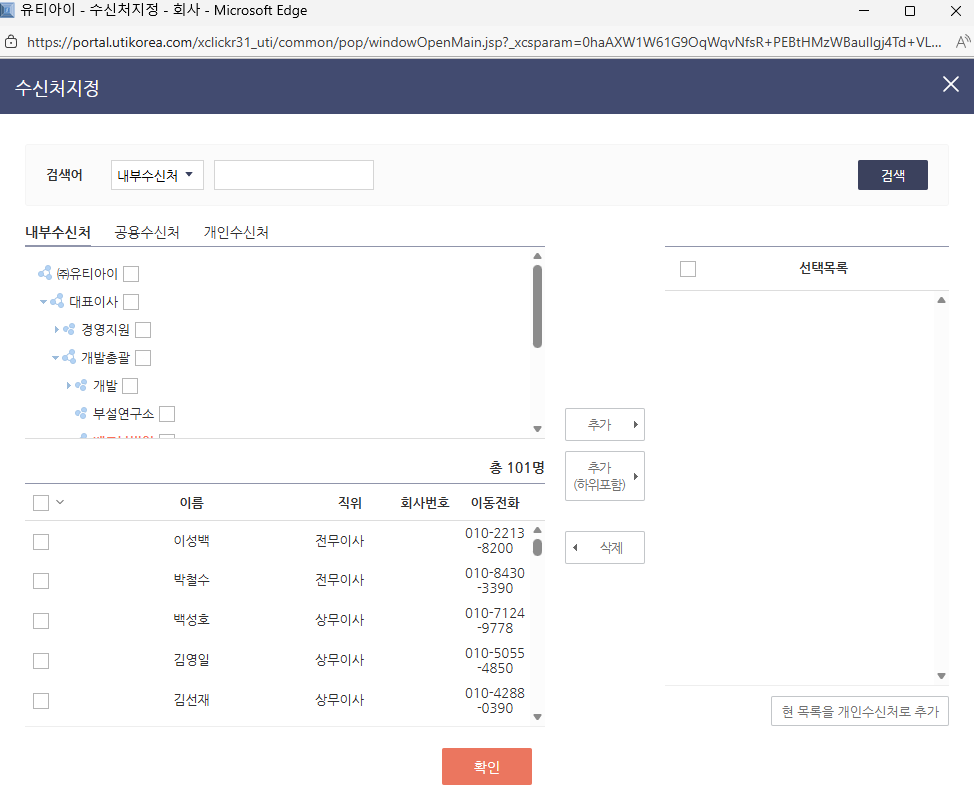 유티아이 - 수신처지정 - 회사 - Microsoft Edge
https://portal.utikorea.com/xclickr31_uti/common/pop/windowOpenMain.jsp?_xcsparam=0haAXW1W61G9OqWqvNfsR+PEBtHMzWBauIlgj4Td+VL...
수신처지정
검색어 내부수신처 검색
내부수신처 공용수신처 개인수신처
㈜유티아이
대표이사
경영지원
개발총괄
개발
부설연구소
선택목록
추가
추가
(하위포함)
삭제
총 101명
이름 직위 회사번호 이동전화
이성백 전무이사 010-2213
-8200
박철수 전무이사 010-8430
-3390
백성호 상무이사 010-7124
-9778
김영일 상무이사 010-5055
-4850
김선재 상무이사 010-4288
-0390
현 목록을 개인수신처로 추가
확인